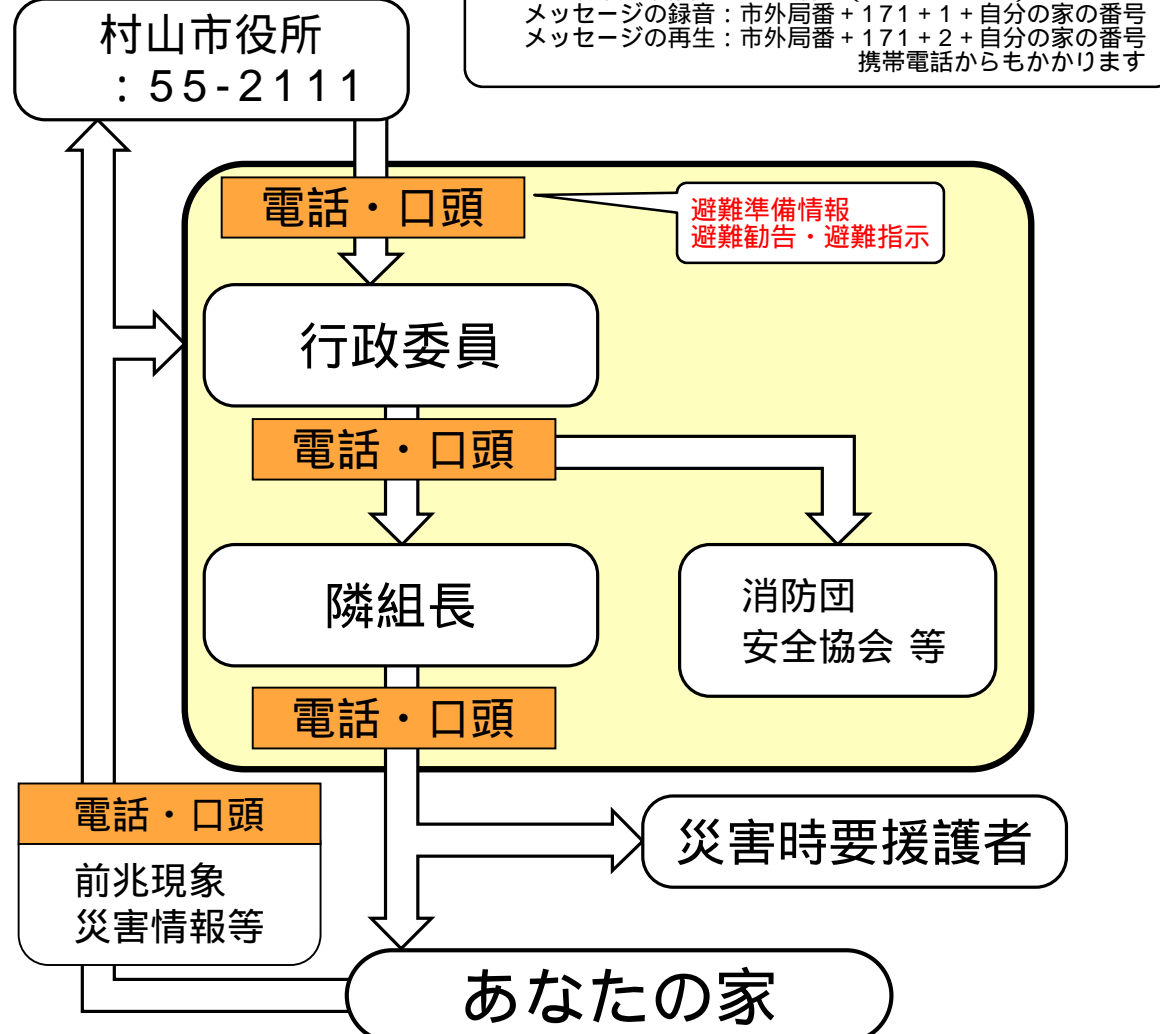 メッセージの録音：市外局番+171+1+自分の家の番号
メッセージの再生：市外局番+171+2+自分の家の番号
携帯電話からもかかります
村山市役所
：55-2111
電話・口頭
避難準備情報
避難勧告・避難指示
行政委員
電話・口頭
隣組長
消防団
安全協会 等
電話・口頭
電話・口頭
前兆現象
災害情報等
災害時要援護者
あなたの家